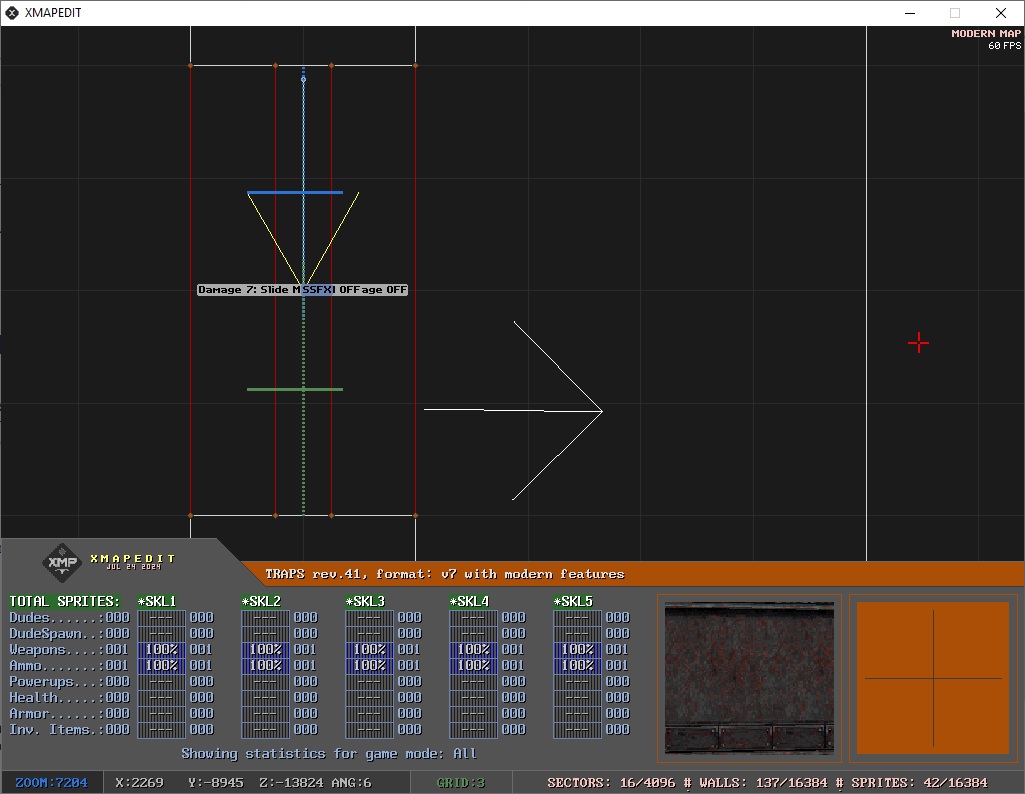 XMAPEDIT
MODERN MAP
60 FPS
Damage 7: Slide M SSFX! OFF age OFF
XMP XMAPEDIT
JUL 24 2024
TRAPS rev.41, format: v7 with modern features
TOTAL SPRITES: *SKL1 *SKL2 *SKL3 *SKL4 *SKL5
Dudes......:000 --- 000 --- 000 --- 000 --- 000 --- 000
DudeSpawn..:000 --- 000 --- 000 --- 000 --- 000 --- 000
Weapons....:001 100% 001 100% 001 100% 001 100% 001 100% 001
Ammo.......:001 100% 001 100% 001 100% 001 100% 001 100% 001
Powerups...:000 --- 000 --- 000 --- 000 --- 000 --- 000
Health.....:000 --- 000 --- 000 --- 000 --- 000 --- 000
Armor......:000 --- 000 --- 000 --- 000 --- 000 --- 000
Inv. Items.:000 --- 000 --- 000 --- 000 --- 000 --- 000
Showing statistics for game mode: All
ZOOM:7204 X:2269 Y:-8945 Z:-13824 ANG:6 GRID:3 SECTORS: 16/4096 # WALLS: 137/16384 # SPRITES: 42/16384